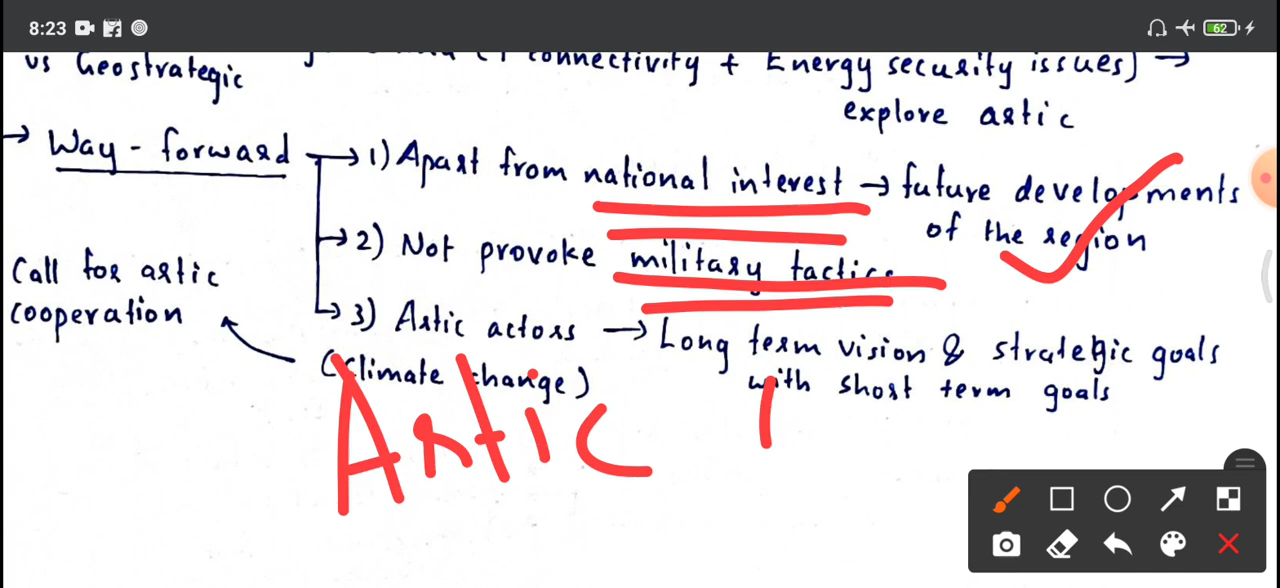 8:23
62
vs Geostrategic
connectivity + Energy security issues) →
explore artic
→ Way - forward → 1) Apart from national interest → future developments
of the region
→ 2) Not provoke military tactics
Call for artic
cooperation
→ 3) Artic actors → Long term vision & strategic goals
with short term goals
(Climate change)
Artic